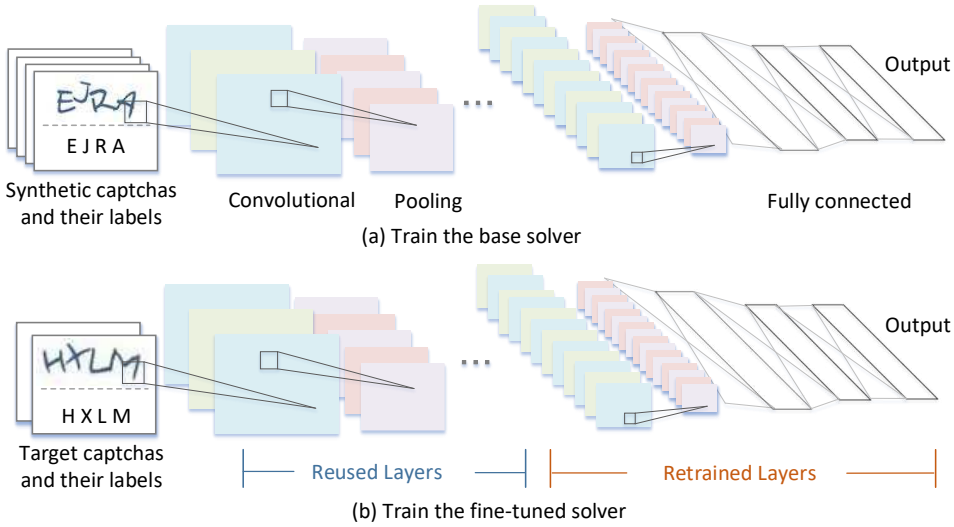 EJRA
E J R A
Synthetic captchas
and their labels
Convolutional
Pooling
...
Fully connected
Output
(a) Train the base solver
HXLM
H X L M
Target captchas
and their labels
...
Output
Reused Layers
Retrained Layers
(b) Train the fine-tuned solver